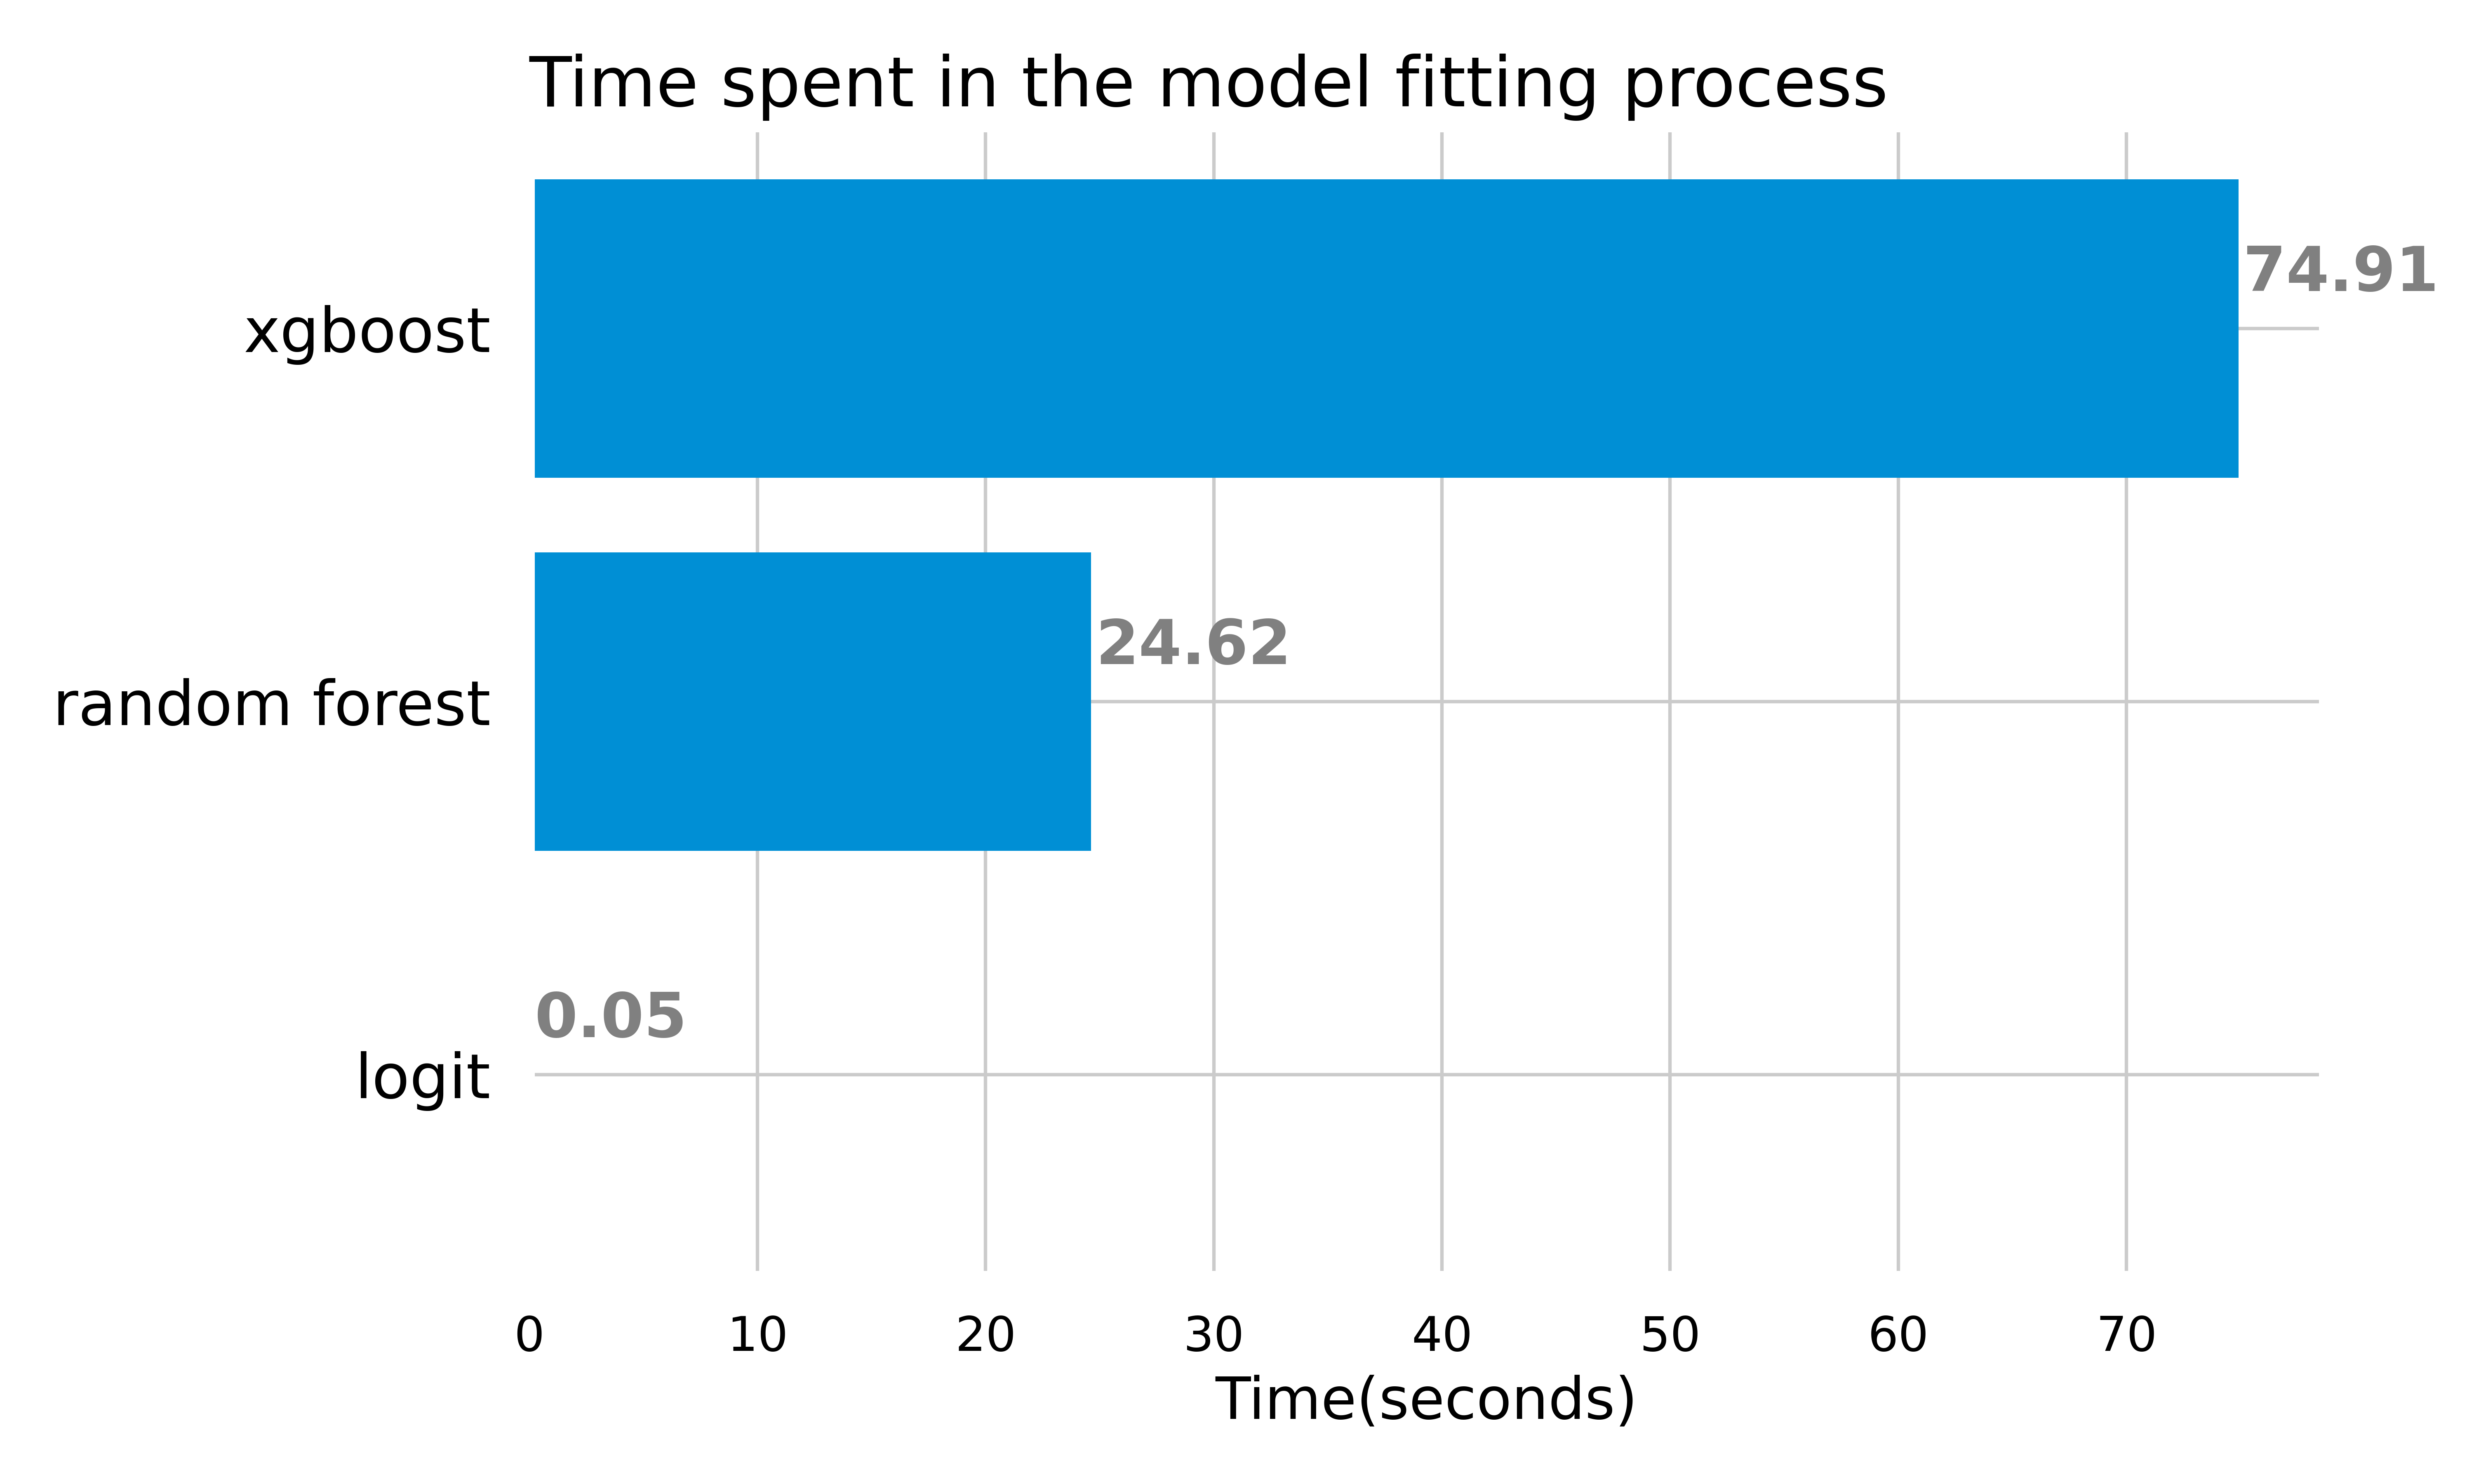 Time spent in the model fitting process
xgboost
74.91
random forest
24.62
logit
0.05
0 10 20 30 40 50 60 70
Time(seconds)